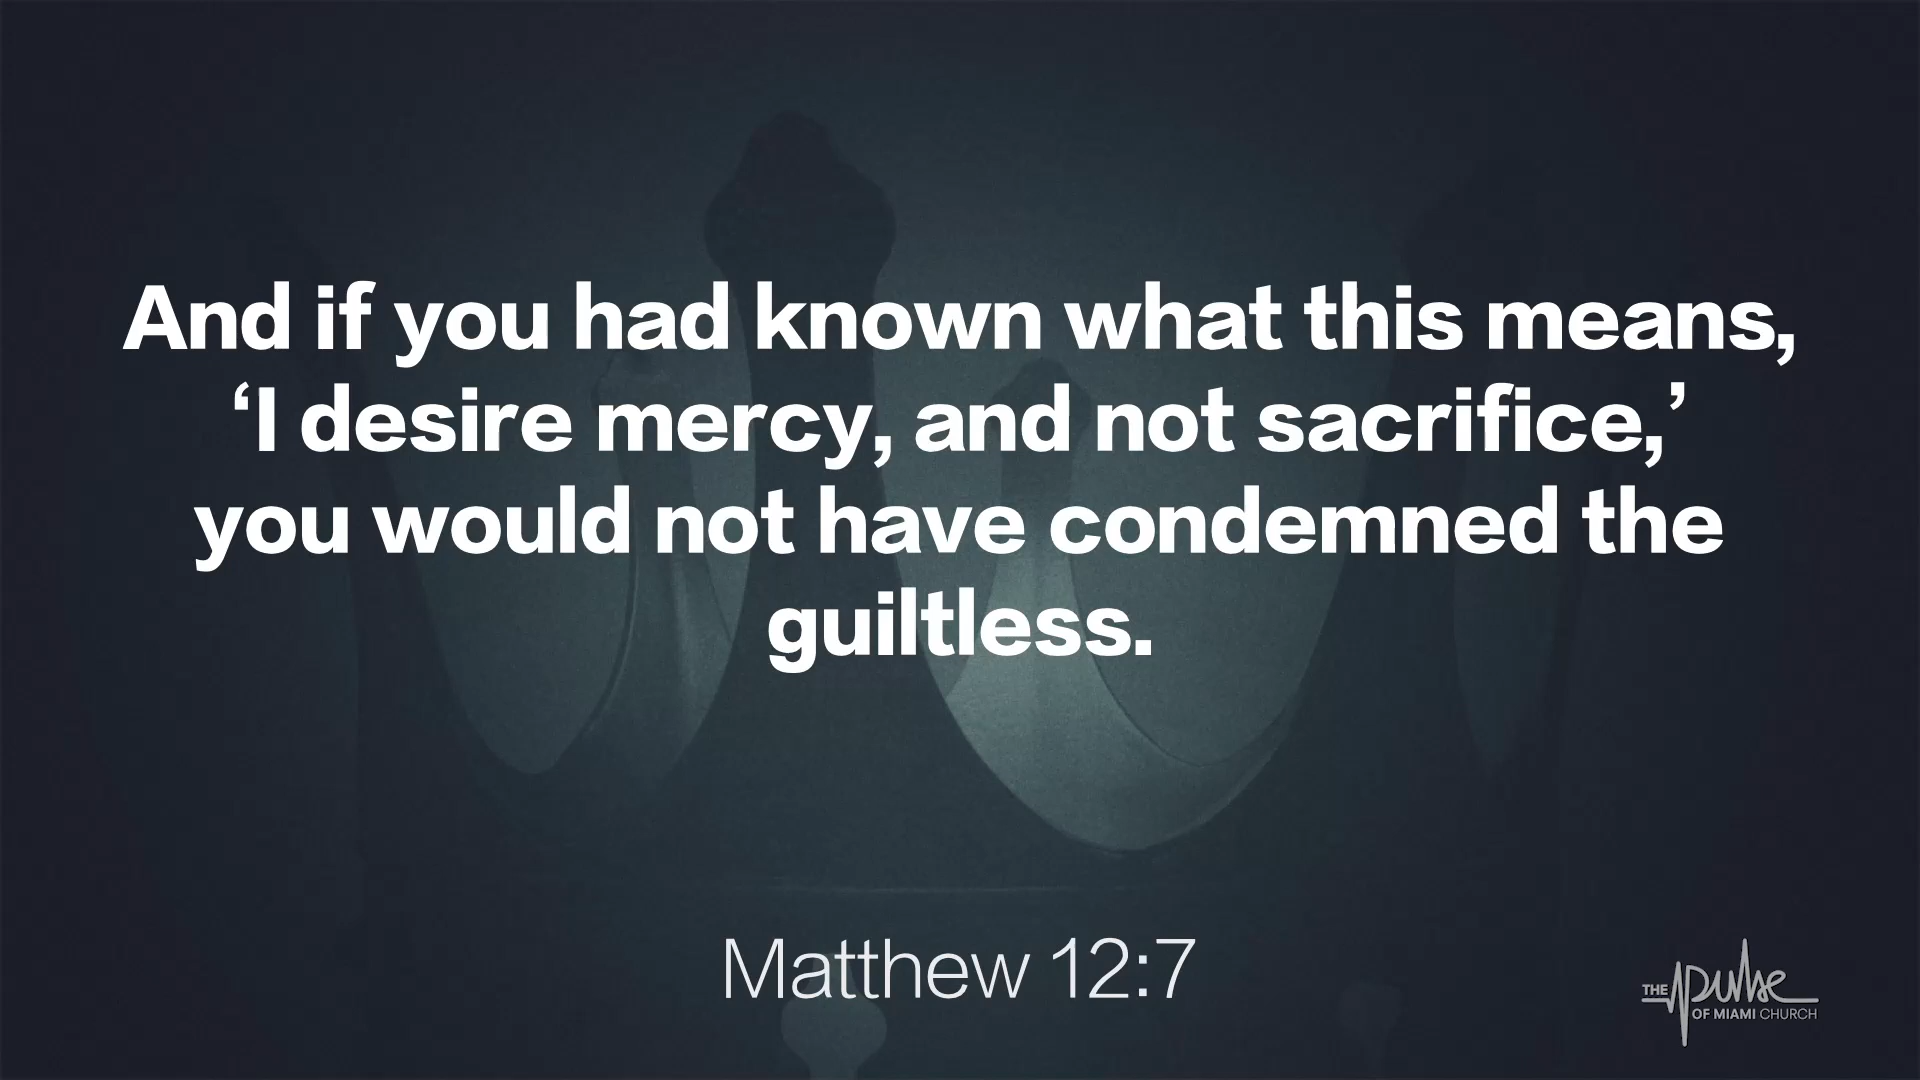 And if you had known what this means,
‘I desire mercy, and not sacrifice,’
you would not have condemned the
guiltless.
Matthew 12:7
THE pulse
OF MIAMI CHURCH